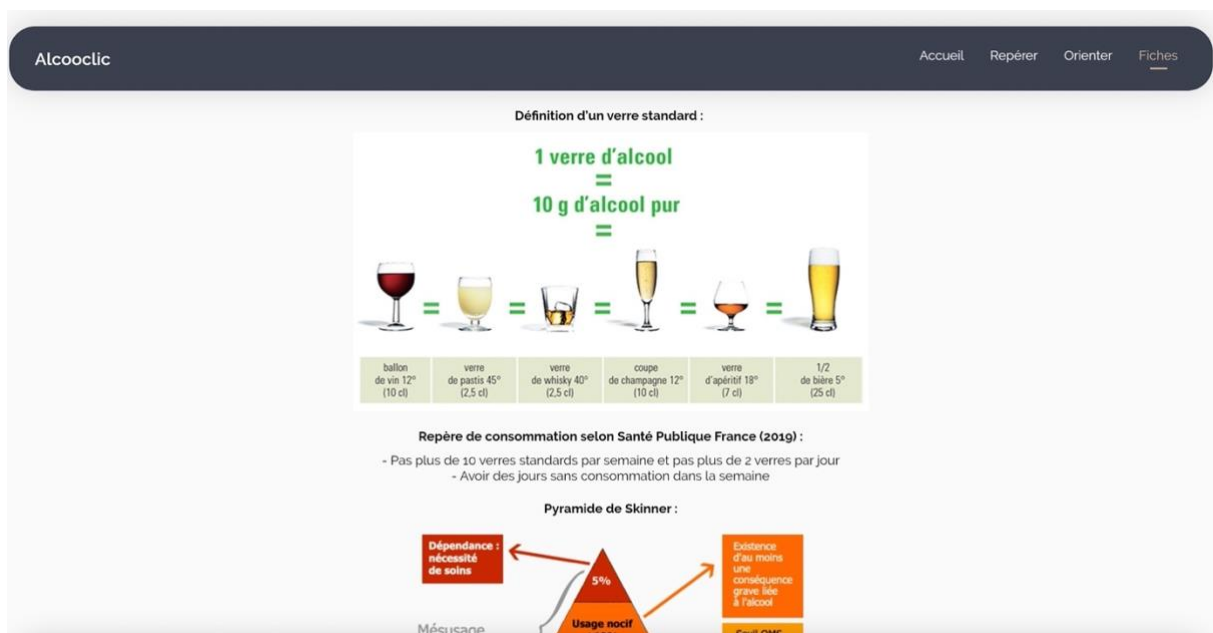 Alcooclic
Accueil Repérer Orienter Fiches
Définition d'un verre standard :
1 verre d'alcool
=
10 g d'alcool pur
=
= = = = =
ballon
de vin 12°
(10 cl)
verre
de pastis 45°
(2,5 cl)
verre
de whisky 40°
(2,5 cl)
coupe
de champagne 12°
(10 cl)
verre
d'apéritif 18°
(7 cl)
1/2
de bière 5°
(25 cl)
Repère de consommation selon Santé Publique France (2019) :
- Pas plus de 10 verres standards par semaine et pas plus de 2 verres par jour
- Avoir des jours sans consommation dans la semaine
Pyramide de Skinner :
Dépendance :
nécessité
de soins
5%
Existence
d'au moins
une
conséquence
grave liée
à l'alcool
Usage nocif
Mésusage
Seuil OMS